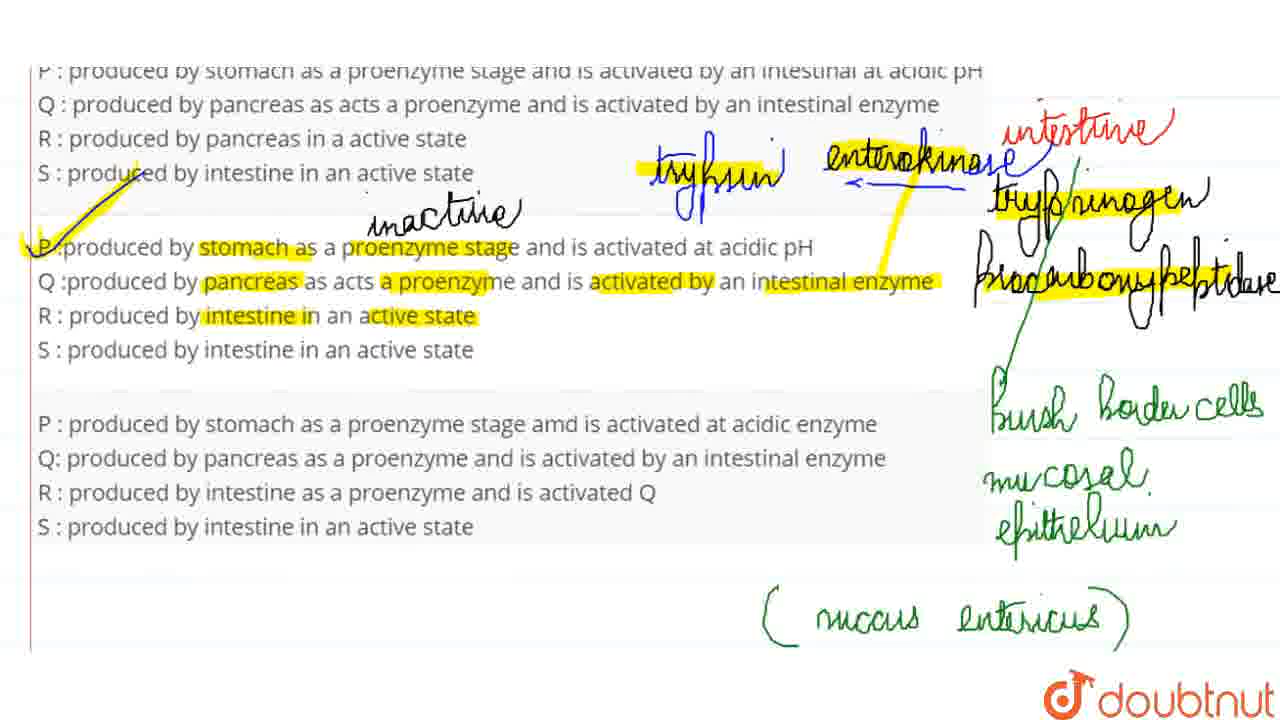 P : produced by stomach as a proenzyme stage and is activated by an intestinal at acidic pH
Q : produced by pancreas as acts a proenzyme and is activated by an intestinal enzyme
R : produced by pancreas in a active state
S : produced by intestine in an active state
intestine
trypsin enterokinase
trypsinogen
inactive
P :produced by stomach as a proenzyme stage and is activated at acidic pH
Q :produced by pancreas as acts a proenzyme and is activated by an intestinal enzyme
procarboxypeptidase
R : produced by intestine in an active state
S : produced by intestine in an active state
brush border cells
P : produced by stomach as a proenzyme stage amd is activated at acidic enzyme
Q: produced by pancreas as a proenzyme and is activated by an intestinal enzyme
R : produced by intestine as a proenzyme and is activated Q
S : produced by intestine in an active state
mucosal
epithelium
(succus entericus)
doubtnut